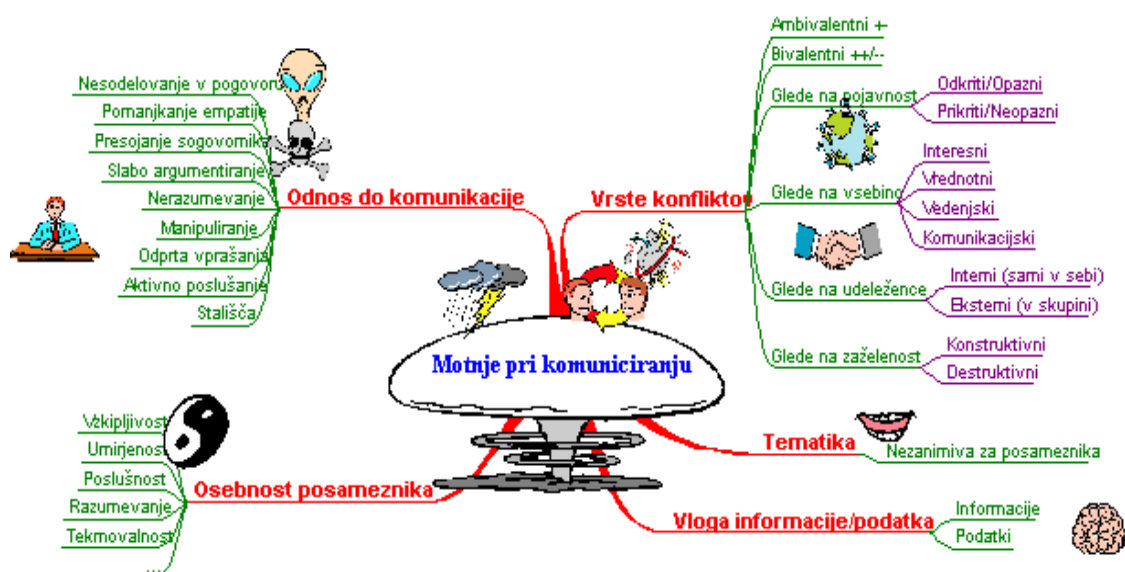 Motnje pri komuniciranju
Odnos do komunikacije
Nesodelovanje v pogovoru
Pomanjkanje empatije
Presojanje sogovornika
Slabo argumentiranje
Nerazumevanje
Manipuliranje
Odprta vprašanja
Aktivno poslušanje
Stališča
Vrste konfliktov
Ambivalentni +-
Bivalentni ++/--
Glede na pojavnost
Odkriti/Opazni
Prikriti/Neopazni
Glede na vsebino
Interesni
Vrednotni
Vedenjski
Komunikacijski
Glede na udeležence
Interni (sami v sebi)
Eksterni (v skupini)
Glede na zaželenost
Konstruktivni
Destruktivni
Osebnost posameznika
Vzkipljivost
Umirjenost
Poslušnost
Razumevanje
Tekmovalnost
...
Tematika
Nezanimiva za posameznika
Vloga informacije/podatka
Informacije
Podatki